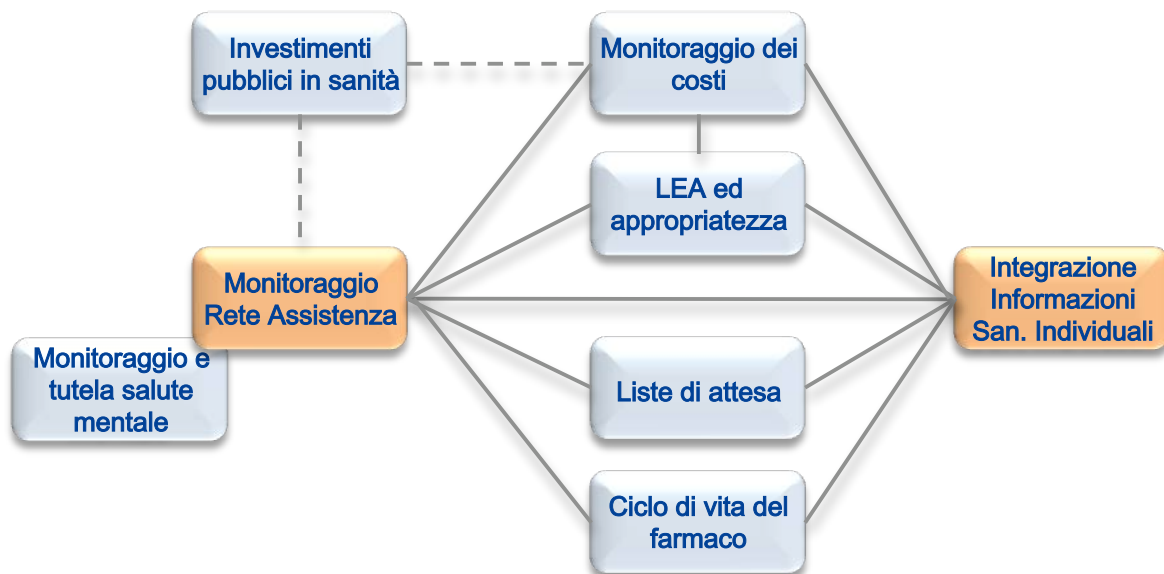 Investimenti
pubblici in sanità
Monitoraggio dei
costi
LEA ed
appropriatezza
Monitoraggio
Rete Assistenza
Integrazione
Informazioni
San. Individuali
Monitoraggio e
tutela salute
mentale
Liste di attesa
Ciclo di vita del
farmaco